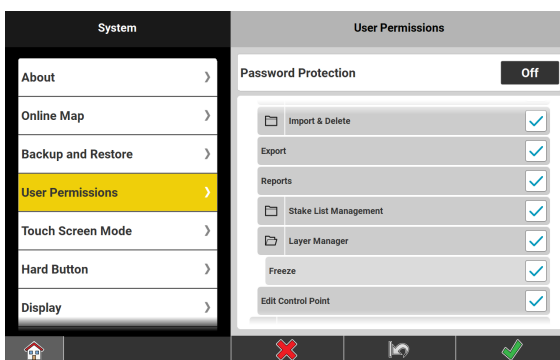 System
User Permissions
About
Online Map
Backup and Restore
User Permissions
Touch Screen Mode
Hard Button
Display
Password Protection
Off
Import & Delete
Export
Reports
Stake List Management
Layer Manager
Freeze
Edit Control Point